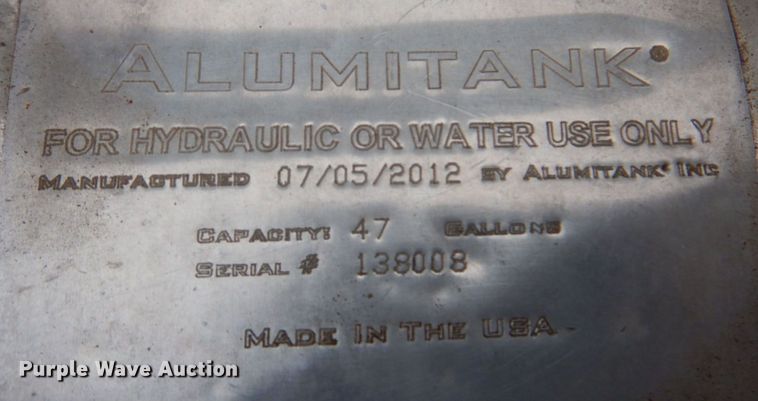 ALUMITANK®
FOR HYDRAULIC OR WATER USE ONLY
MANUFACTURED 07/05/2012 BY ALUMITANK® INC
CAPACITY: 47 GALLONS
SERIAL # 138008
MADE IN THE USA
Purple Wave Auction